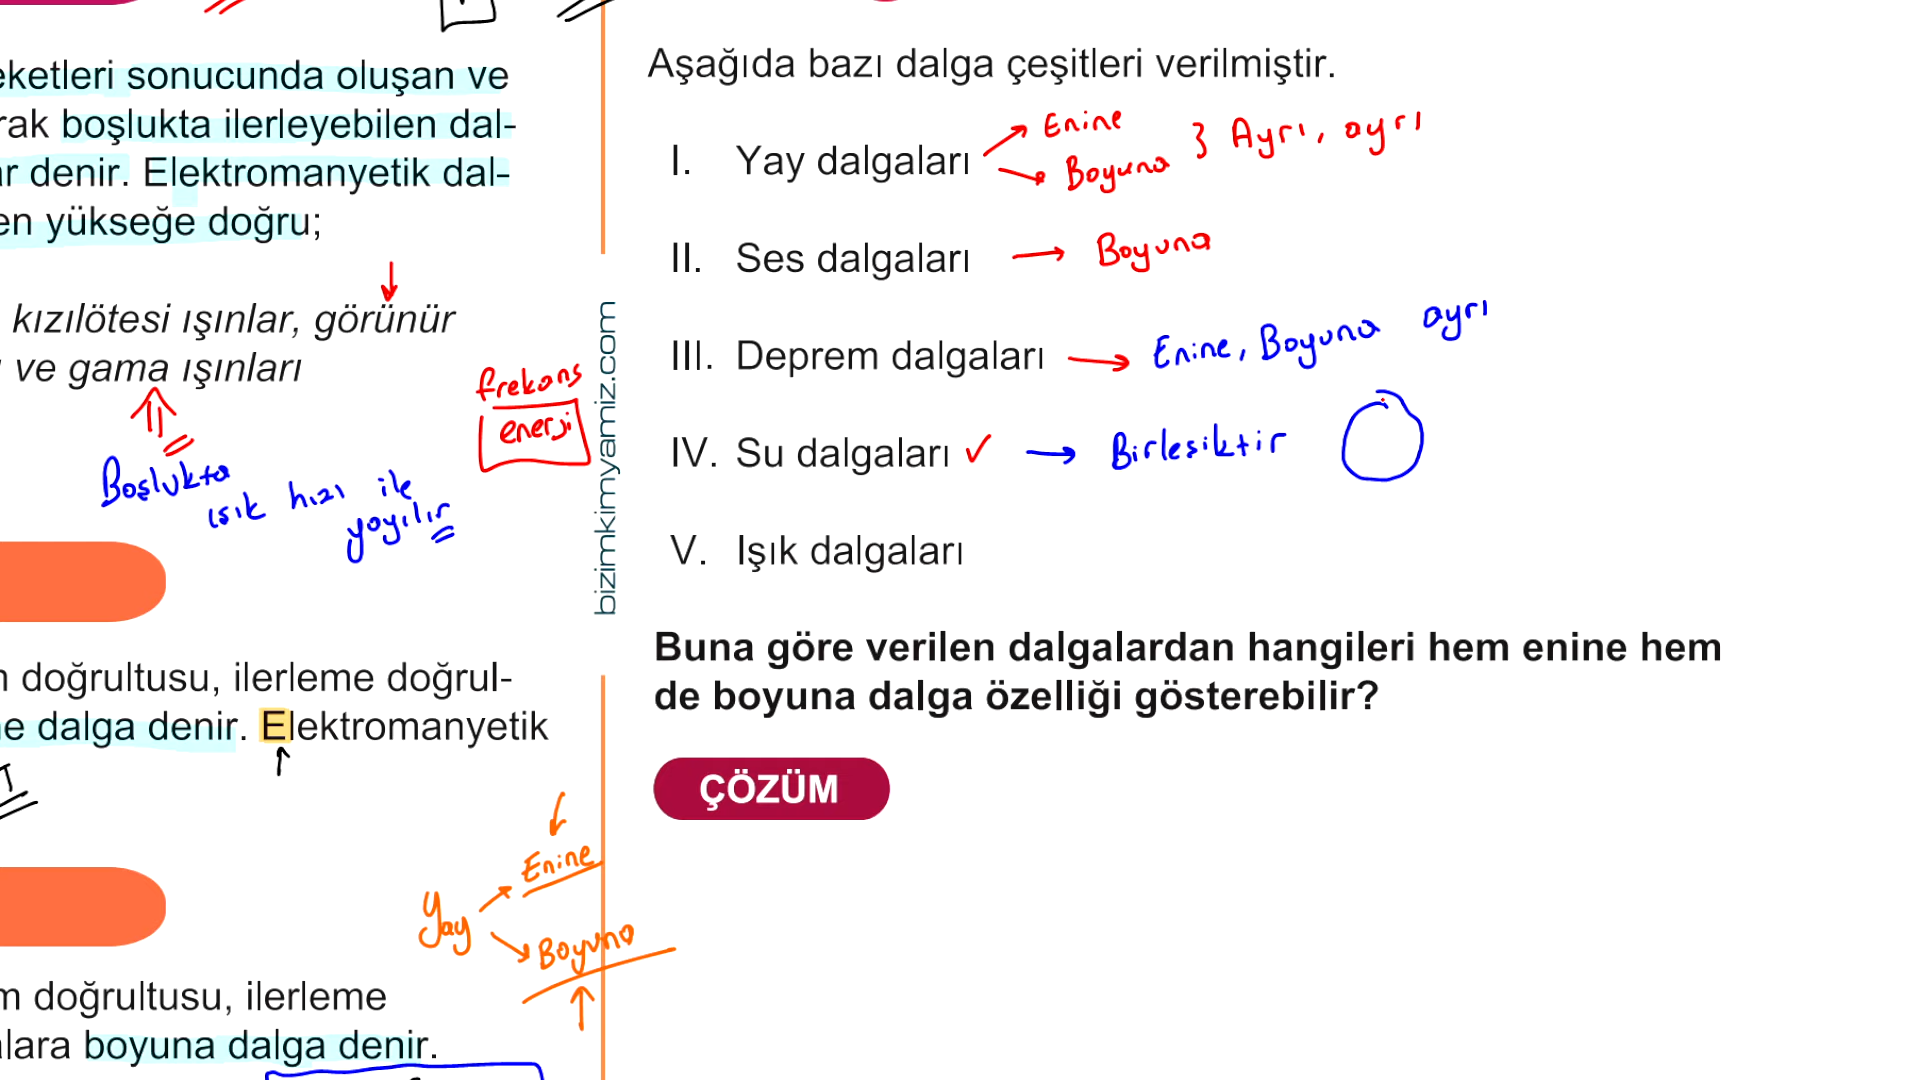 eketleri sonucunda oluşan ve
rak boşlukta ilerleyebilen dal-
ar denir. Elektromanyetik dal-
en yükseğe doğru;
kızılötesi ışınlar, görünür
ve gama ışınları
frekans
enerji
Boşlukta
ışık hızı ile
yayılır
n doğrultusu, ilerleme doğrul-
ne dalga denir. Elektromanyetik
Enine
Yay
Boyuna
m doğrultusu, ilerleme
alara boyuna dalga denir.
bizimkimyamiz.com
Aşağıda bazı dalga çeşitleri verilmiştir.
I. Yay dalgaları Enine Boyuna } Ayrı, ayrı
II. Ses dalgaları → Boyuna
III. Deprem dalgaları → Enine, Boyuna ayrı
IV. Su dalgaları ✓ → Birleşiktir
V. Işık dalgaları
Buna göre verilen dalgalardan hangileri hem enine hem
de boyuna dalga özelliği gösterebilir?
ÇÖZÜM